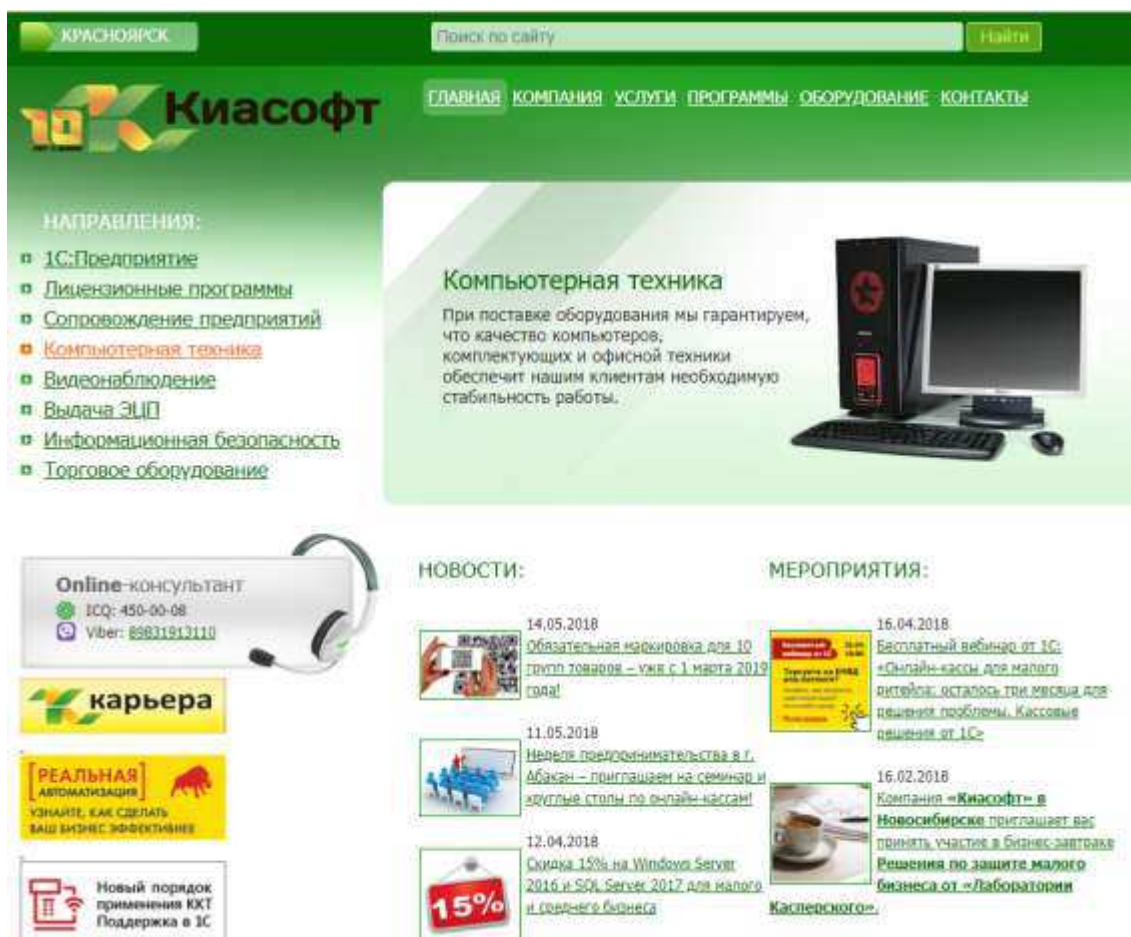 КРАСНОЯРСК
Поиск по сайту
Найти
10
Киасофт
ГЛАВНАЯ КОМПАНИЯ УСЛУГИ ПРОГРАММЫ ОБОРУДОВАНИЕ КОНТАКТЫ
НАПРАВЛЕНИЯ:
1С:Предприятие
Лицензионные программы
Сопровождение предприятий
Компьютерная техника
Видеонаблюдение
Выдача ЭЦП
Информационная безопасность
Торговое оборудование
Компьютерная техника
При поставке оборудования мы гарантируем,
что качество компьютеров,
комплектующих и офисной техники
обеспечит нашим клиентам необходимую
стабильность работы.
Online-консультант
ICQ: 450-00-08
Viber: 89831913110
карьера
РЕАЛЬНАЯ
АВТОМАТИЗАЦИЯ
УЗНАЙТЕ, КАК СДЕЛАТЬ
ВАШ БИЗНЕС ЭФФЕКТИВНЕЕ
Новый порядок
применения ККТ
Поддержка в 1С
НОВОСТИ:
14.05.2018
Обязательная маркировка для 10
групп товаров – уже с 1 марта 2019
года!
11.05.2018
Неделя предпринимательства в г.
Абакан – приглашаем на семинар и
круглые столы по онлайн-кассам!
12.04.2018
15%
Скидка 15% на Windows Server
2016 и SQL Server 2017 для малого
и среднего бизнеса
МЕРОПРИЯТИЯ:
16.04.2018
Бесплатный вебинар от 1С:
«Онлайн-кассы для малого
ритейла: осталось три месяца для
решения проблемы. Кассовые
решения от 1С»
16.02.2018
Компания «Киасофт» в
Новосибирске приглашает вас
принять участие в бизнес-завтраке
Решения по защите малого
бизнеса от «Лаборатории
Касперского».